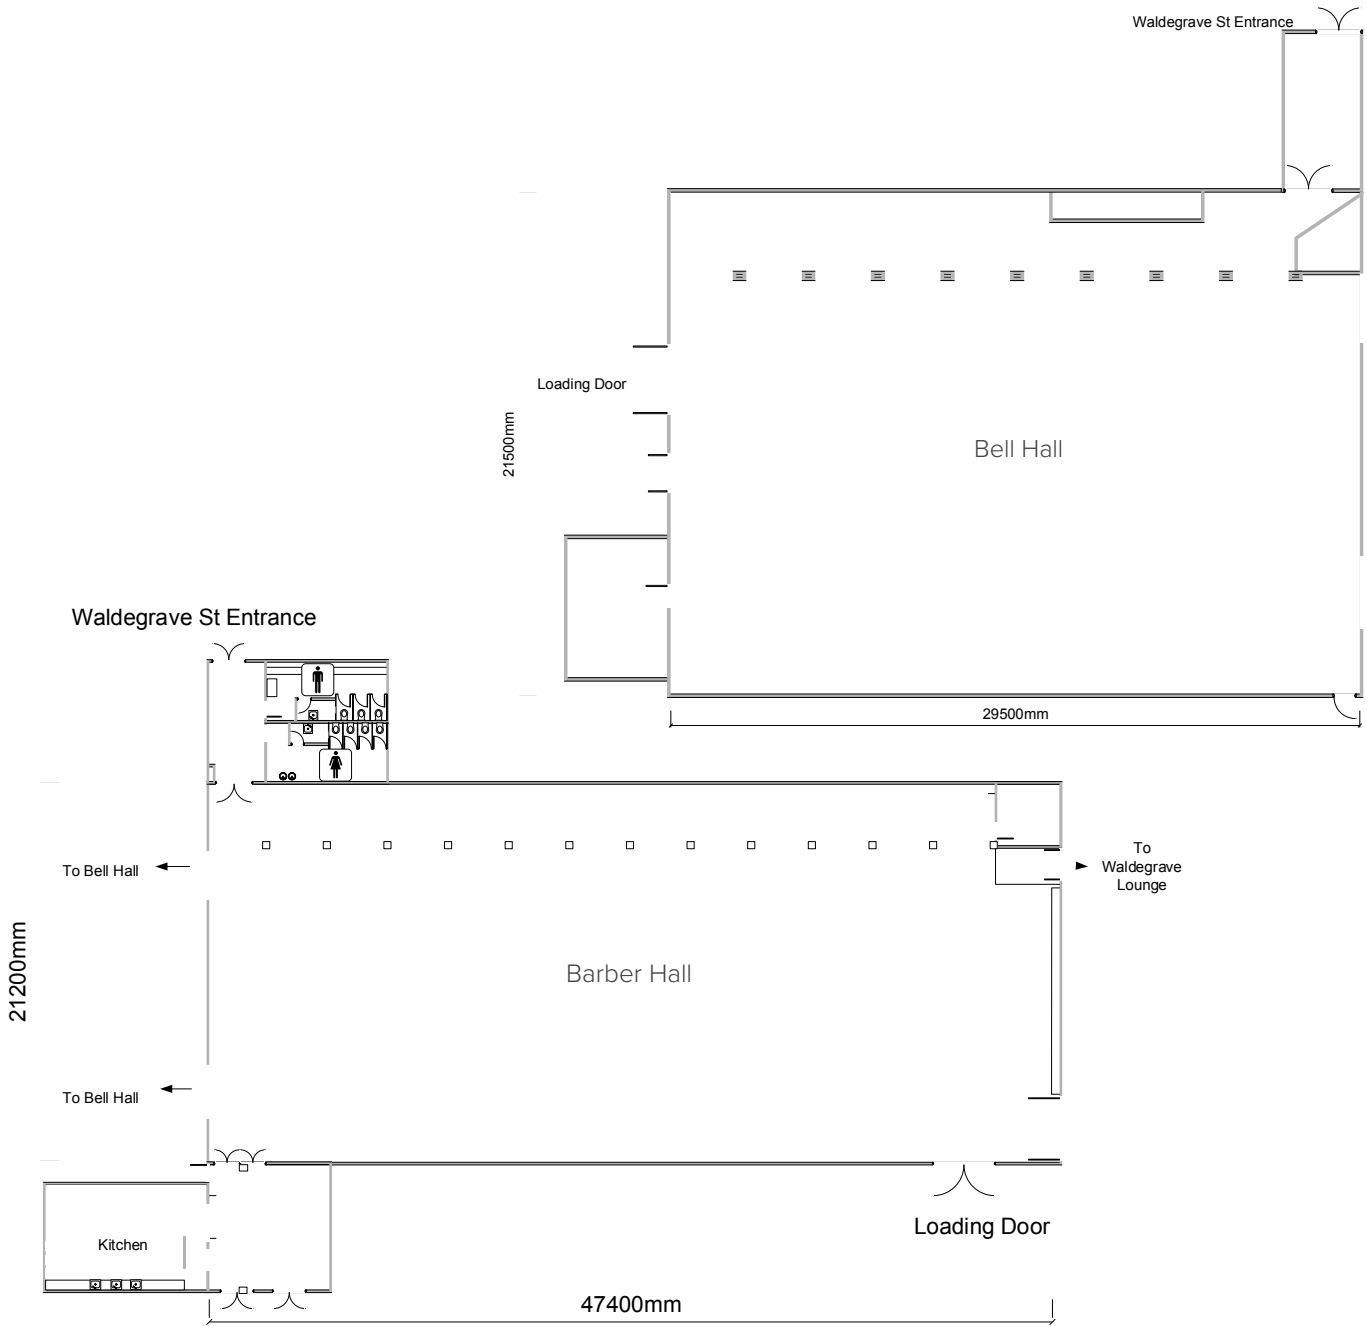 Waldegrave St Entrance
Loading Door
21500mm
Bell Hall
29500mm
Waldegrave St Entrance
To Bell Hall
To
Waldegrave
Lounge
21200mm
Barber Hall
To Bell Hall
Loading Door
Kitchen
47400mm